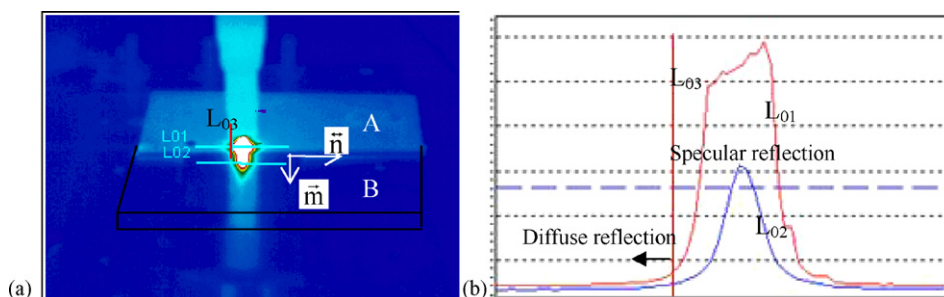 L03
A
L01
L02
n
m
B
(a)
L03
L01
Specular reflection
L02
Diffuse reflection
(b)